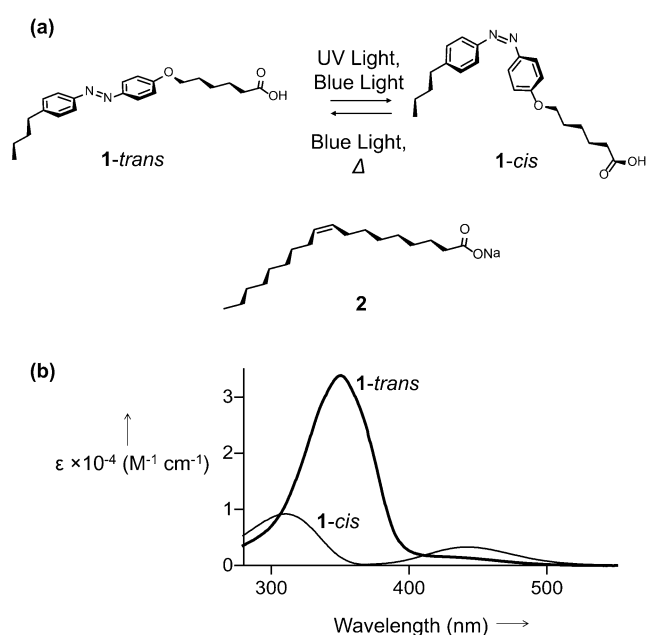 (a)
N
N
O
O
OH
1-trans
UV Light,
Blue Light
Blue Light,
Δ
N
N
O
O
OH
1-cis
O
ONa
2
(b)
ε ×10-4 (M-1 cm-1)
3
2
1
0
1-trans
1-cis
300
400
500
Wavelength (nm)